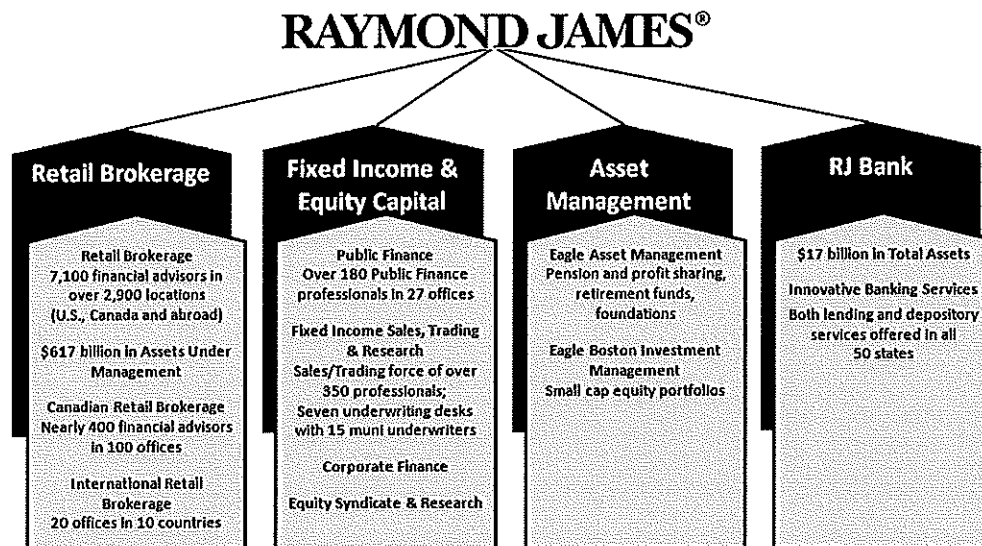 RAYMOND JAMES®
Retail Brokerage
Retail Brokerage
7,100 financial advisors in
over 2,900 locations
(U.S., Canada and abroad)
$617 billion in Assets Under
Management
Canadian Retail Brokerage
Nearly 400 financial advisors
in 100 offices
International Retail
Brokerage
20 offices in 10 countries
Fixed Income &
Equity Capital
Public Finance
Over 180 Public Finance
professionals in 27 offices
Fixed Income Sales, Trading
& Research
Sales/Trading force of over
350 professionals;
Seven underwriting desks
with 15 muni underwriters
Corporate Finance
Equity Syndicate & Research
Asset
Management
Eagle Asset Management
Pension and profit sharing,
retirement funds,
foundations
Eagle Boston Investment
Management
Small cap equity portfolios
RJ Bank
$17 billion in Total Assets
Innovative Banking Services
Both lending and depository
services offered in all
50 states